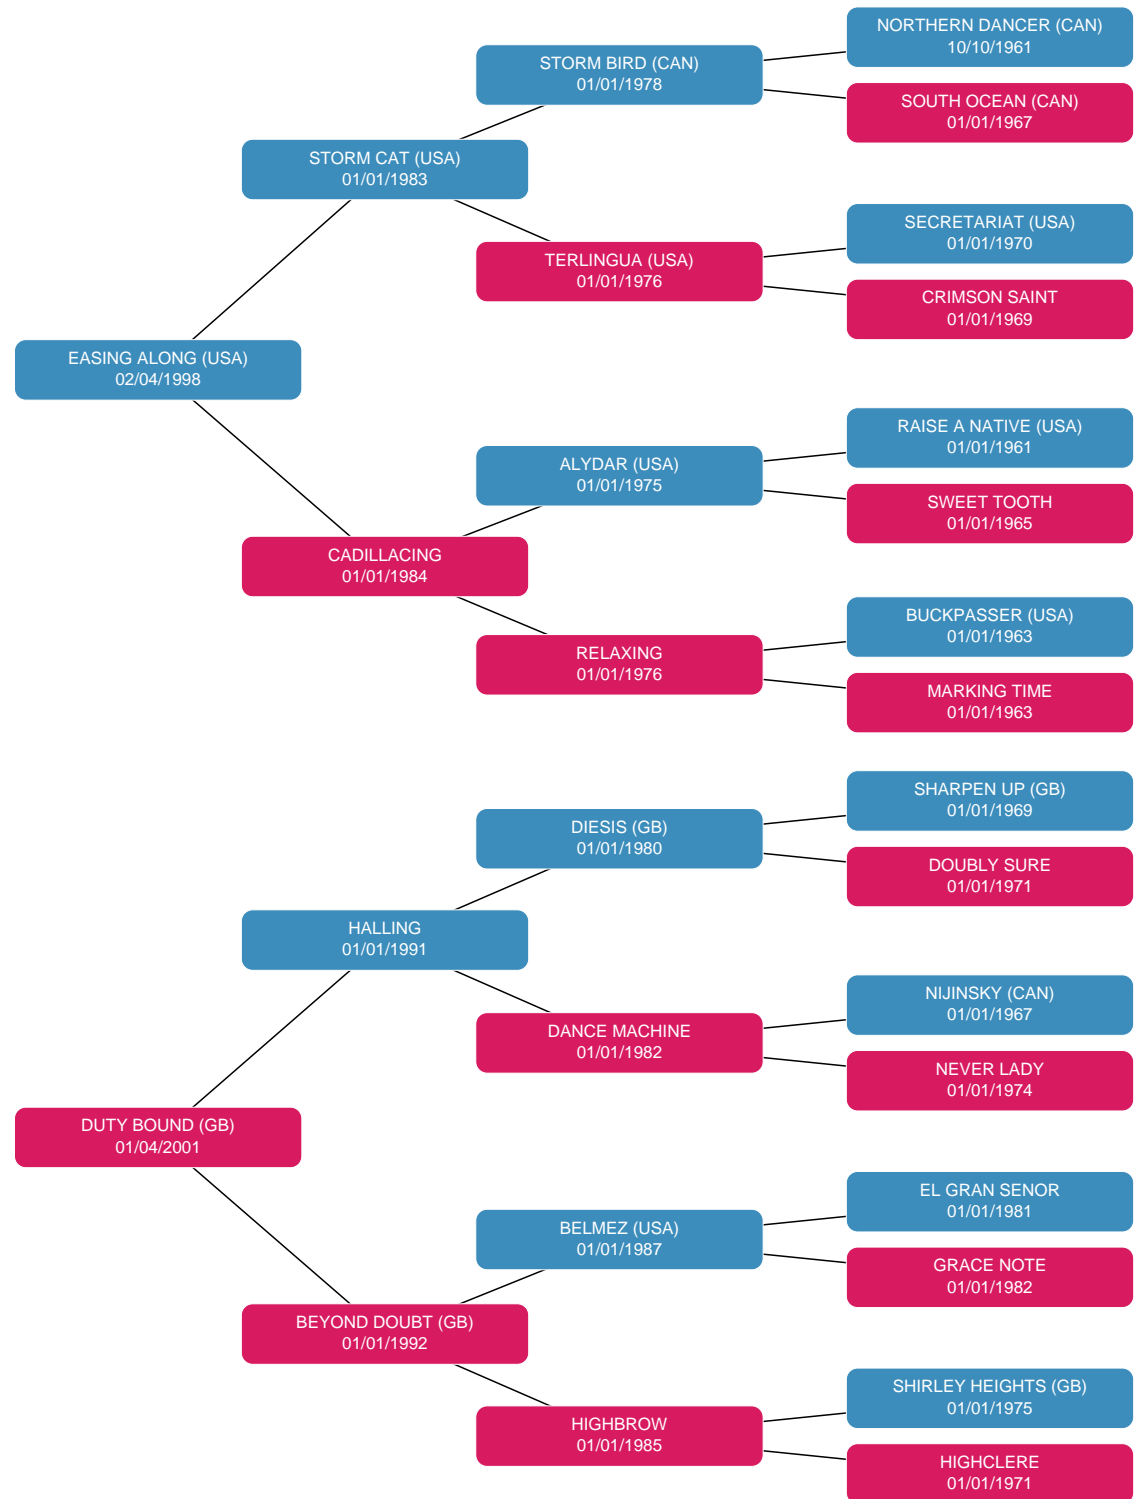 NORTHERN DANCER (CAN)
10/10/1961
STORM BIRD (CAN)
01/01/1978
SOUTH OCEAN (CAN)
01/01/1967
STORM CAT (USA)
01/01/1983
SECRETARIAT (USA)
01/01/1970
TERLINGUA (USA)
01/01/1976
CRIMSON SAINT
01/01/1969
EASING ALONG (USA)
02/04/1998
RAISE A NATIVE (USA)
01/01/1961
ALYDAR (USA)
01/01/1975
SWEET TOOTH
01/01/1965
CADILLACING
01/01/1984
BUCKPASSER (USA)
01/01/1963
RELAXING
01/01/1976
MARKING TIME
01/01/1963
SHARPEN UP (GB)
01/01/1969
DIESIS (GB)
01/01/1980
DOUBLY SURE
01/01/1971
HALLING
01/01/1991
NIJINSKY (CAN)
01/01/1967
DANCE MACHINE
01/01/1982
NEVER LADY
01/01/1974
DUTY BOUND (GB)
01/04/2001
EL GRAN SENOR
01/01/1981
BELMEZ (USA)
01/01/1987
GRACE NOTE
01/01/1982
BEYOND DOUBT (GB)
01/01/1992
SHIRLEY HEIGHTS (GB)
01/01/1975
HIGHBROW
01/01/1985
HIGHCLERE
01/01/1971